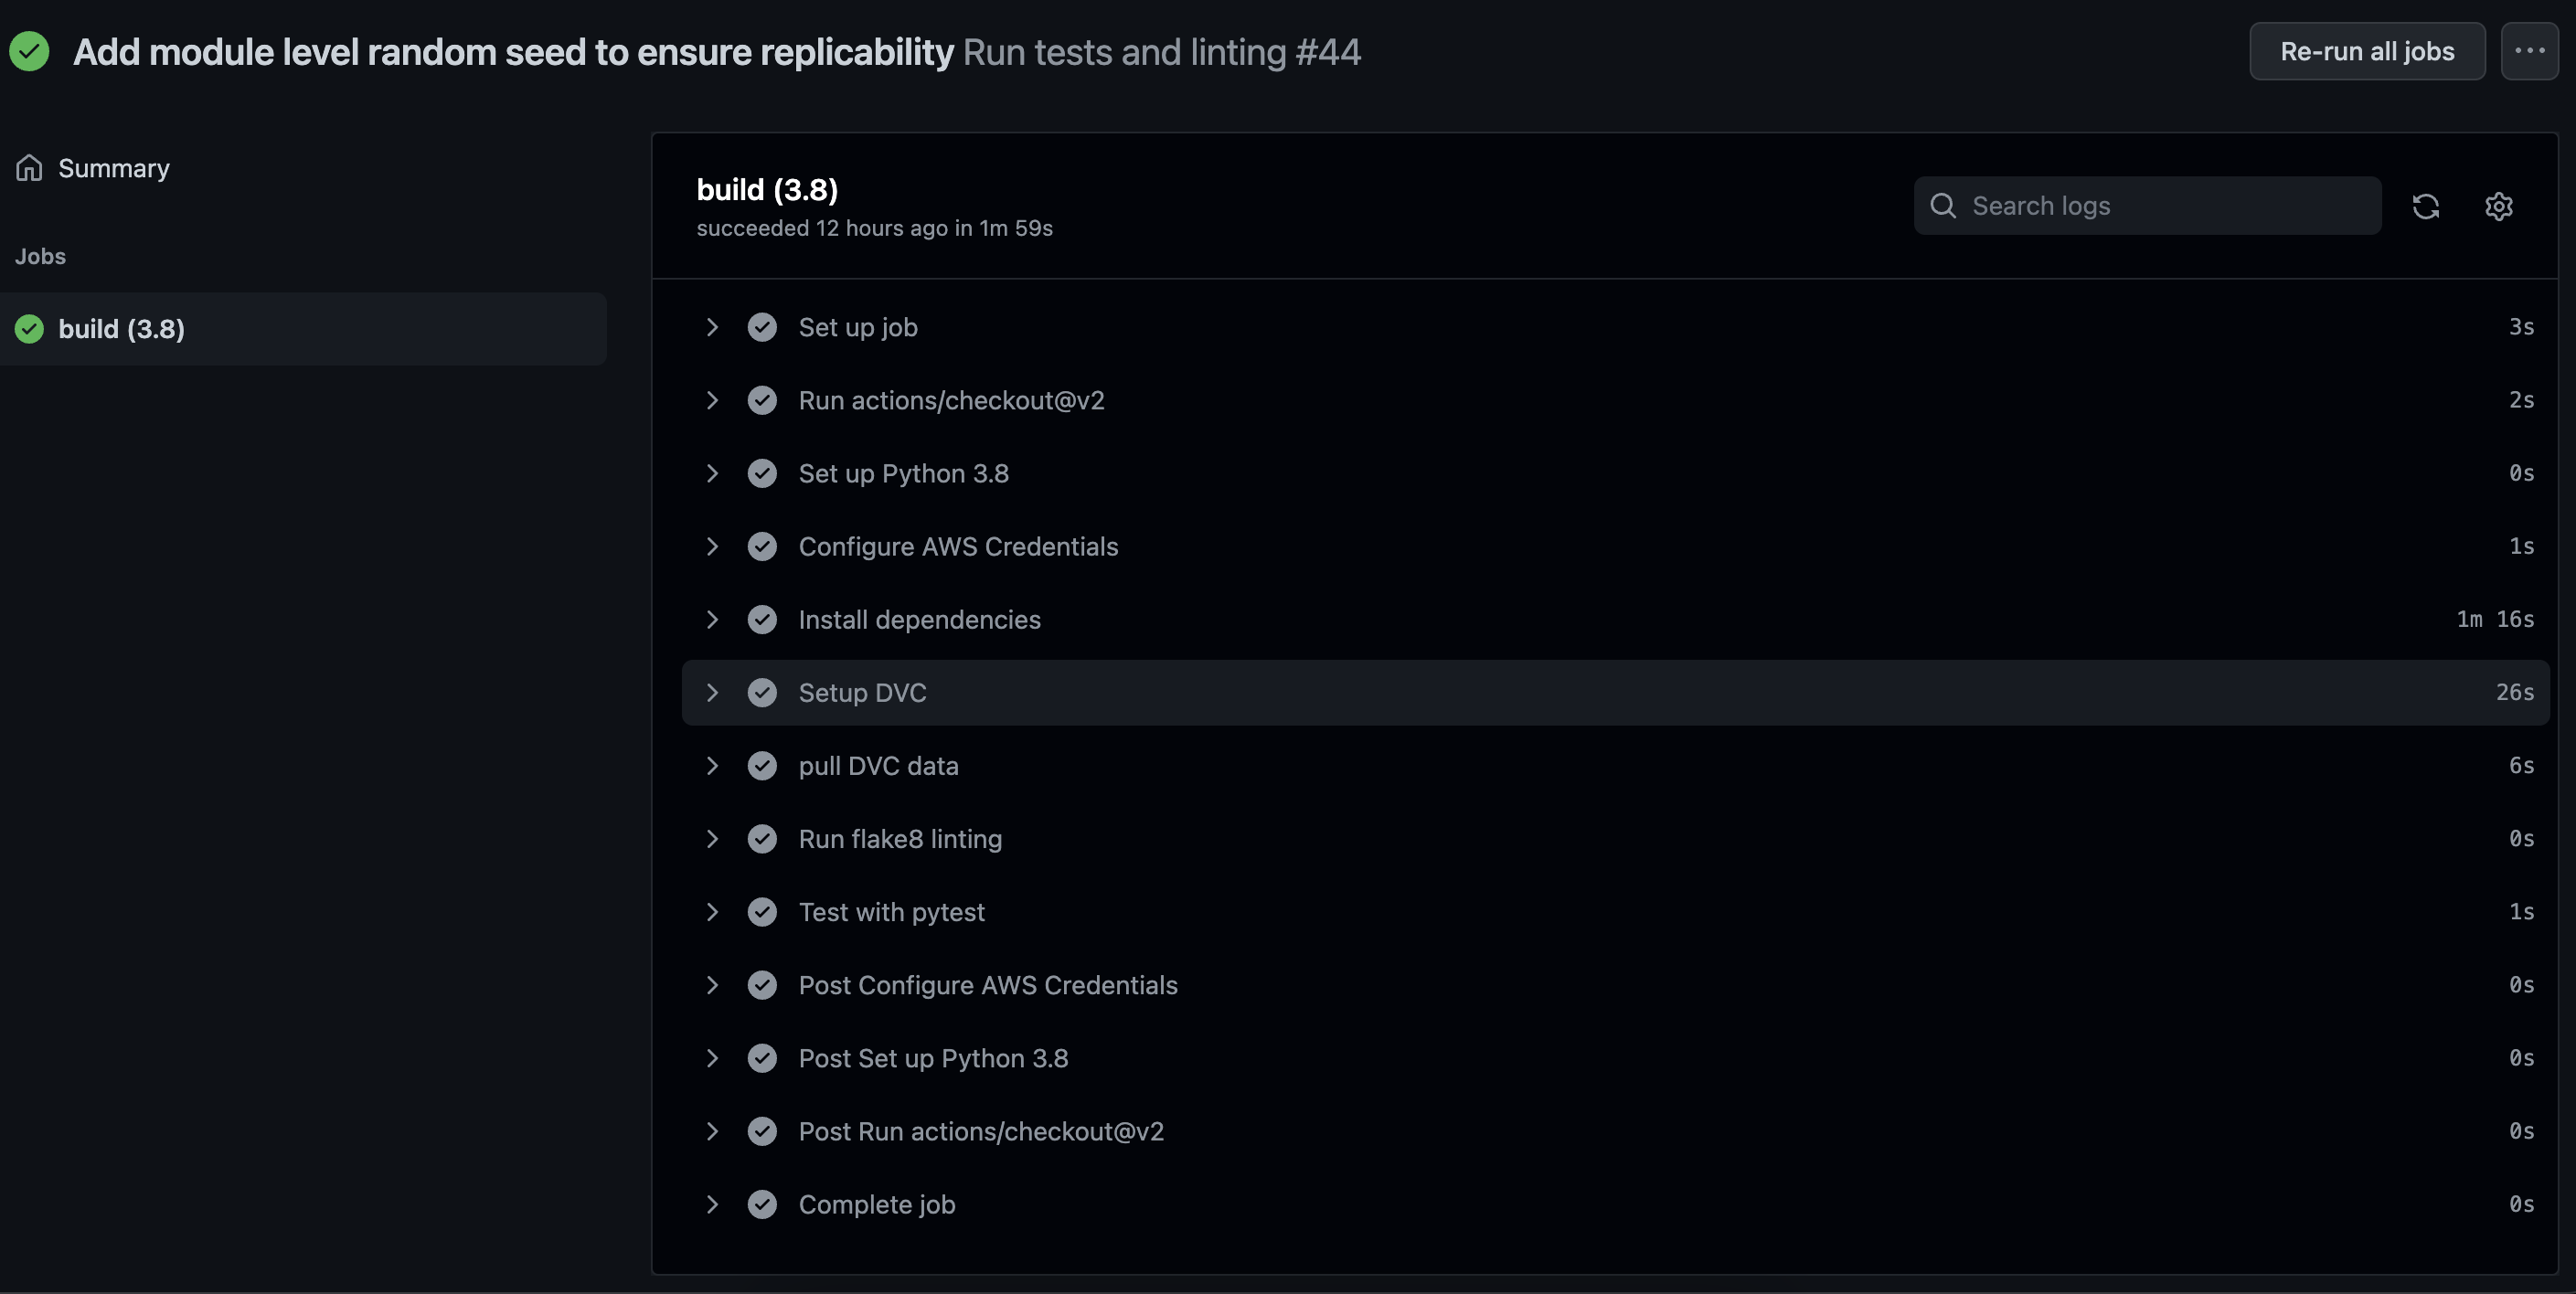 Add module level random seed to ensure replicability Run tests and linting #44
Re-run all jobs
Summary
Jobs
build (3.8)
build (3.8)
succeeded 12 hours ago in 1m 59s
Search logs
Set up job 3s
Run actions/checkout@v2 2s
Set up Python 3.8 0s
Configure AWS Credentials 1s
Install dependencies 1m 16s
Setup DVC 26s
pull DVC data 6s
Run flake8 linting 0s
Test with pytest 1s
Post Configure AWS Credentials 0s
Post Set up Python 3.8 0s
Post Run actions/checkout@v2 0s
Complete job 0s